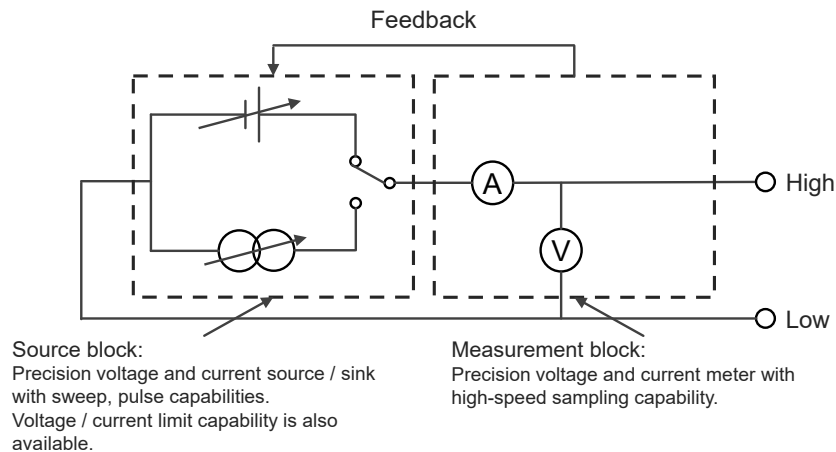 Feedback
A
High
V
Low
Source block:
Precision voltage and current source / sink
with sweep, pulse capabilities.
Voltage / current limit capability is also
available.
Measurement block:
Precision voltage and current meter with
high-speed sampling capability.